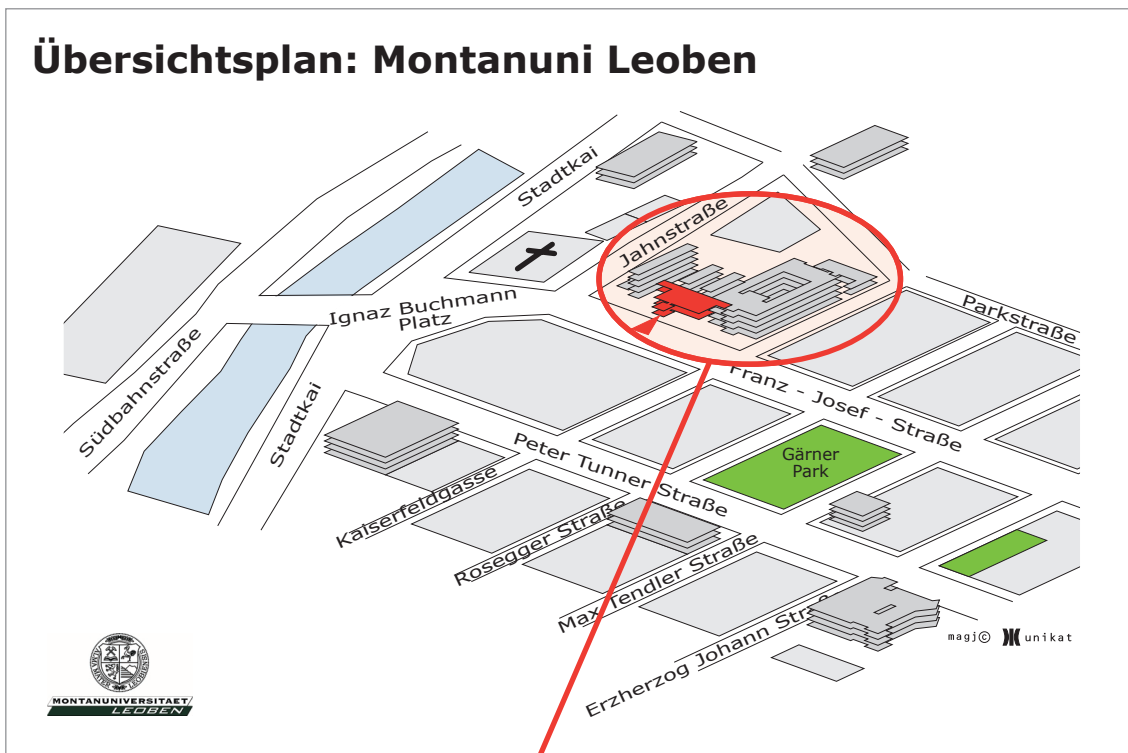 Übersichtsplan: Montanuni Leoben
Stadtkai
Jahnstraße
Ignaz Buchmann
Platz
Parkstraße
Südbahnstraße
Stadtkai
Franz - Josef - Straße
Peter Tunner Straße
Gärner
Park
Kaiserfeldgasse
Rosegger Straße
Max Tendler Straße
Erzherzog Johann Straß
magj© unikat
MONTANUNIVERSITAET
LEOBEN